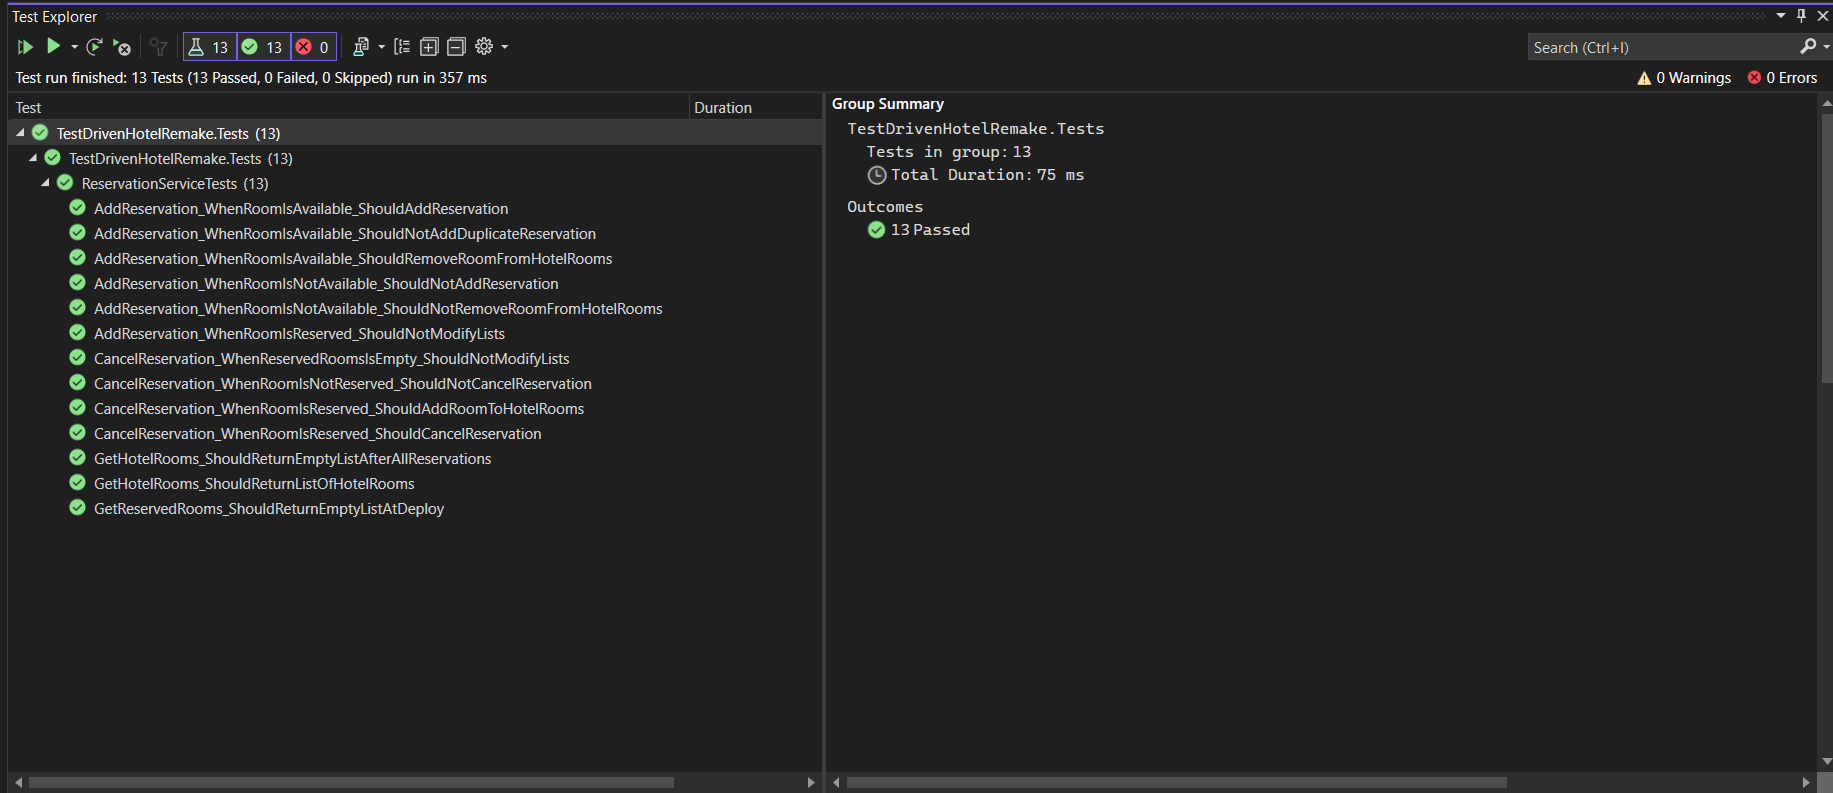 Test Explorer
13 13 0
Search (Ctrl+I)
Test run finished: 13 Tests (13 Passed, 0 Failed, 0 Skipped) run in 357 ms
0 Warnings 0 Errors
Test Duration
TestDrivenHotelRemake.Tests (13)
TestDrivenHotelRemake.Tests (13)
ReservationServiceTests (13)
AddReservation_WhenRoomIsAvailable_ShouldAddReservation
AddReservation_WhenRoomIsAvailable_ShouldNotAddDuplicateReservation
AddReservation_WhenRoomIsAvailable_ShouldRemoveRoomFromHotelRooms
AddReservation_WhenRoomIsNotAvailable_ShouldNotAddReservation
AddReservation_WhenRoomIsNotAvailable_ShouldNotRemoveRoomFromHotelRooms
AddReservation_WhenRoomIsReserved_ShouldNotModifyLists
CancelReservation_WhenReservedRoomsIsEmpty_ShouldNotModifyLists
CancelReservation_WhenRoomIsNotReserved_ShouldNotCancelReservation
CancelReservation_WhenRoomIsReserved_ShouldAddRoomToHotelRooms
CancelReservation_WhenRoomIsReserved_ShouldCancelReservation
GetHotelRooms_ShouldReturnEmptyListAfterAllReservations
GetHotelRooms_ShouldReturnListOfHotelRooms
GetReservedRooms_ShouldReturnEmptyListAtDeploy
Group Summary
TestDrivenHotelRemake.Tests
Tests in group: 13
Total Duration: 75 ms
Outcomes
13 Passed